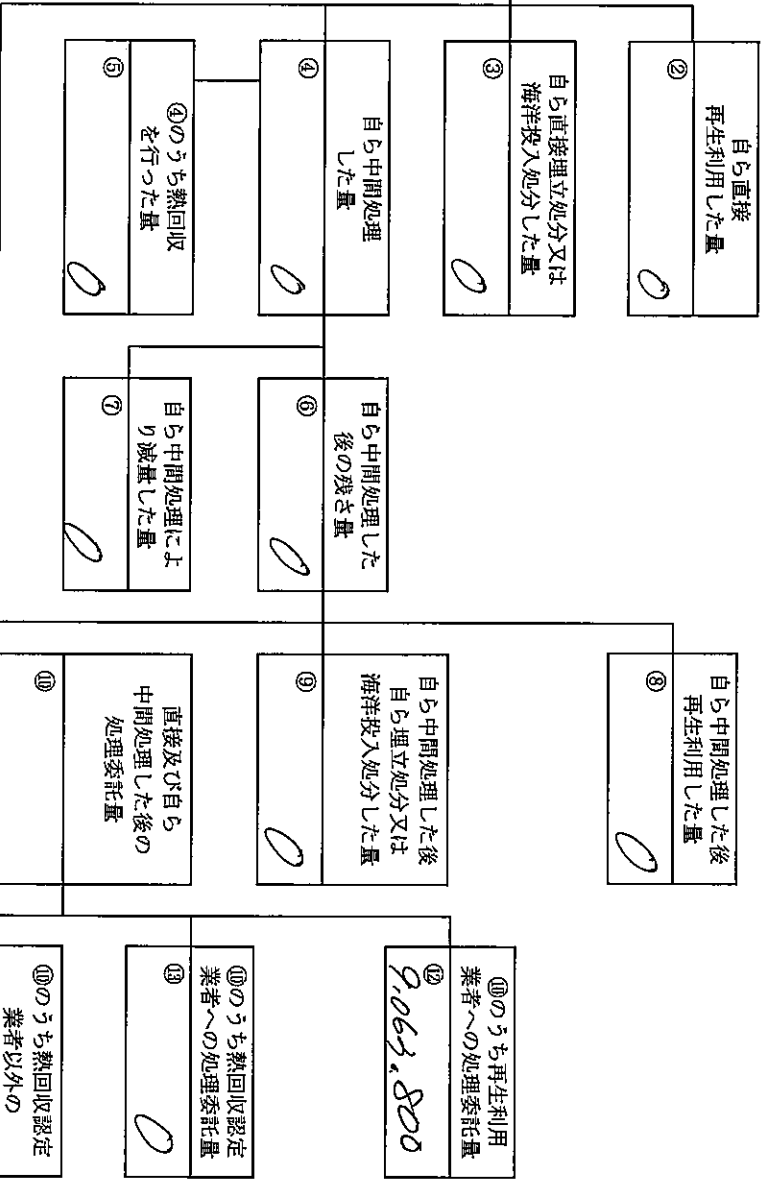 自ら直接
再生利用した量
②
0
自ら直接埋立処分又は
海洋投入処分した量
③
0
自ら中間処理
した量
④
0
④のうち熱回収
を行った量
⑤
0
自ら中間処理した
後の残さ量
⑥
0
自ら中間処理によ
り減量した量
⑦
0
自ら中間処理した後
再生利用した量
⑧
0
自ら中間処理した後
自ら埋立処分又は
海洋投入処分した量
⑨
0
直接及び自ら
中間処理した後の
処理委託量
⑩
⑩のうち再生利用
業者への処理委託量
⑫
⑩のうち熱回収認定
業者への処理委託量
⑬
0
⑩のうち熱回収認定
業者以外の